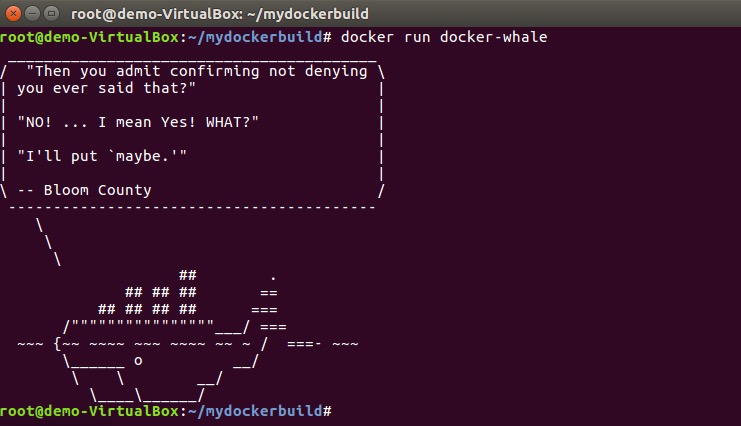 root@demo-VirtualBox: ~/mydockerbuild
root@demo-VirtualBox:~/mydockerbuild# docker run docker-whale
 _________________________________________
/  "Then you admit confirming not denying \
| you ever said that?"                    |
|                                         |
| "NO! ... I mean Yes! WHAT?"             |
|                                         |
| "I'll put `maybe.'"                     |
|                                         |
\ -- Bloom County                         /
 -----------------------------------------
    \
     \
      \
                    ##        .
              ## ## ##       ==
           ## ## ## ##      ===
       /""""""""""""""""___/ ===
  ~~~ {~~ ~~~~ ~~~ ~~~~ ~~ ~ /  ===- ~~~
       \______ o          __/
        \    \        __/
          \____\______/
root@demo-VirtualBox:~/mydockerbuild#